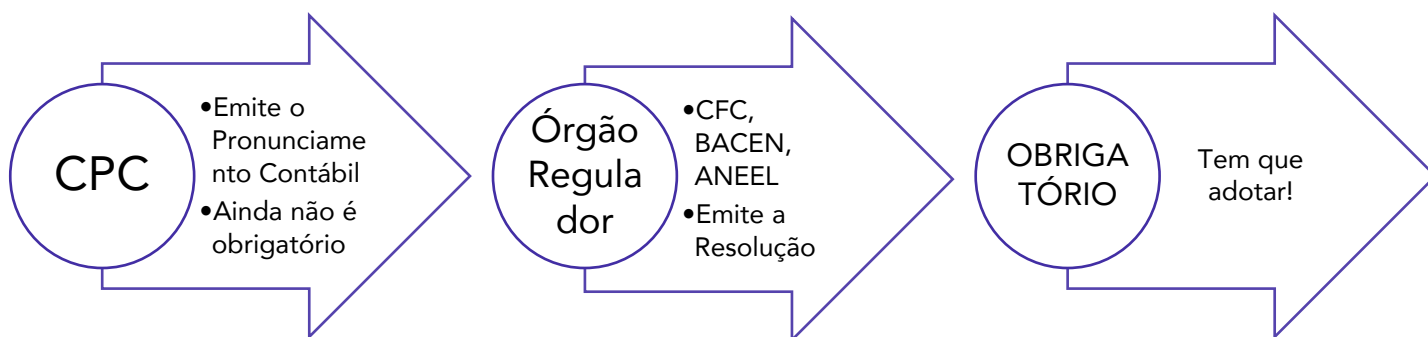 CPC
•Emite o
Pronunciame
nto Contábil
•Ainda não é
obrigatório
Órgão
Regula
dor
•CFC,
BACEN,
ANEEL
•Emite a
Resolução
OBRIGA
TÓRIO
Tem que
adotar!